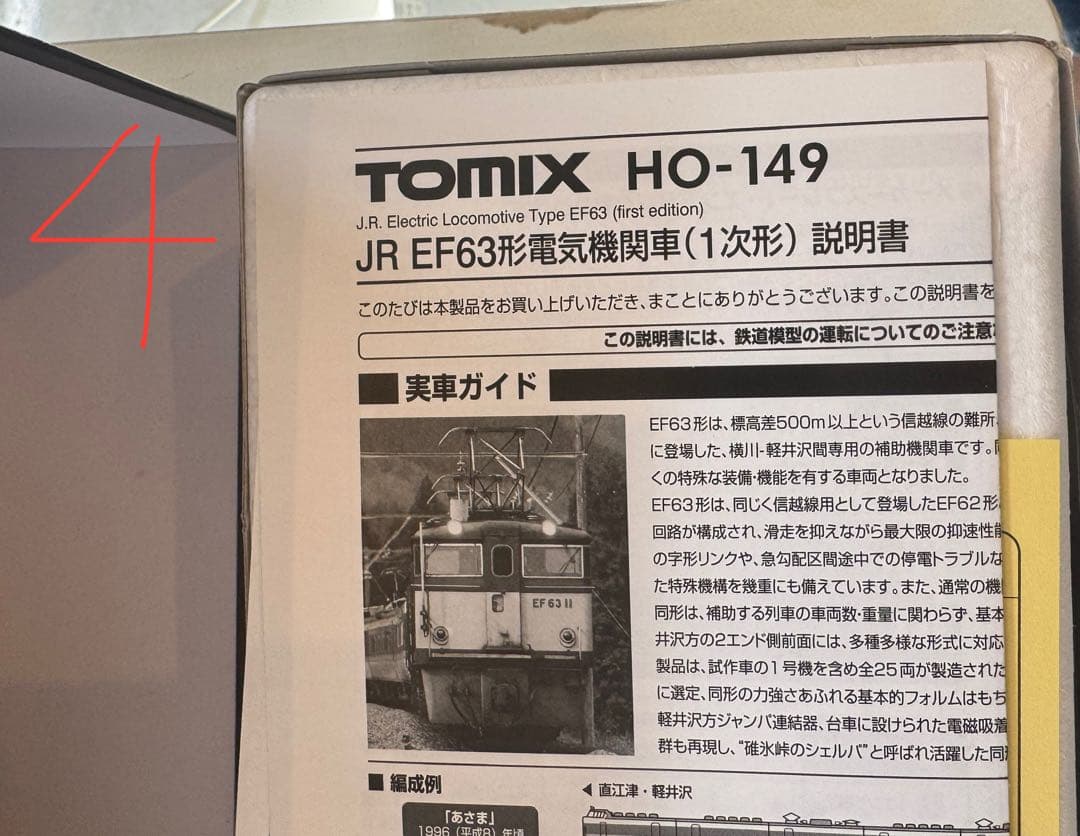 4
TOMIX HO-149
J.R. Electric Locomotive Type EF63 (first edition)
JR EF63形電気機関車(1次形) 説明書
このたびは本製品をお買い上げいただき、まことにありがとうございます。この説明書を
この説明書には、鉄道模型の運転についてのご注意
■実車ガイド
EF63形は、標高差500m以上という信越線の難所、
に登場した、横川-軽井沢間専用の補助機関車です。
くの特殊な装備・機能を有する車両となりました。
EF63形は、同じく信越線用として登場したEF62形
回路が構成され、滑走を抑えながら最大限の抑速性能
の字形リンクや、急勾配区間途中での停電トラブルな
た特殊機構を幾重にも備えています。また、通常の機
同形は、補助する列車の車両数・重量に関わらず、基本
井沢方の2エンド側前面には、多種多様な形式に対応
製品は、試作車の1号機を含め全25両が製造された
に選定、同形の力強さあふれる基本的フォルムはもち
軽井沢方ジャンパ連結器、台車に設けられた電磁吸着
群も再現し、"碓氷峠のシェルパ"と呼ばれ活躍した同
EF63 11
■ 編成例
◀ 直江津・軽井沢
「あさま」
1996(平成8)年頃